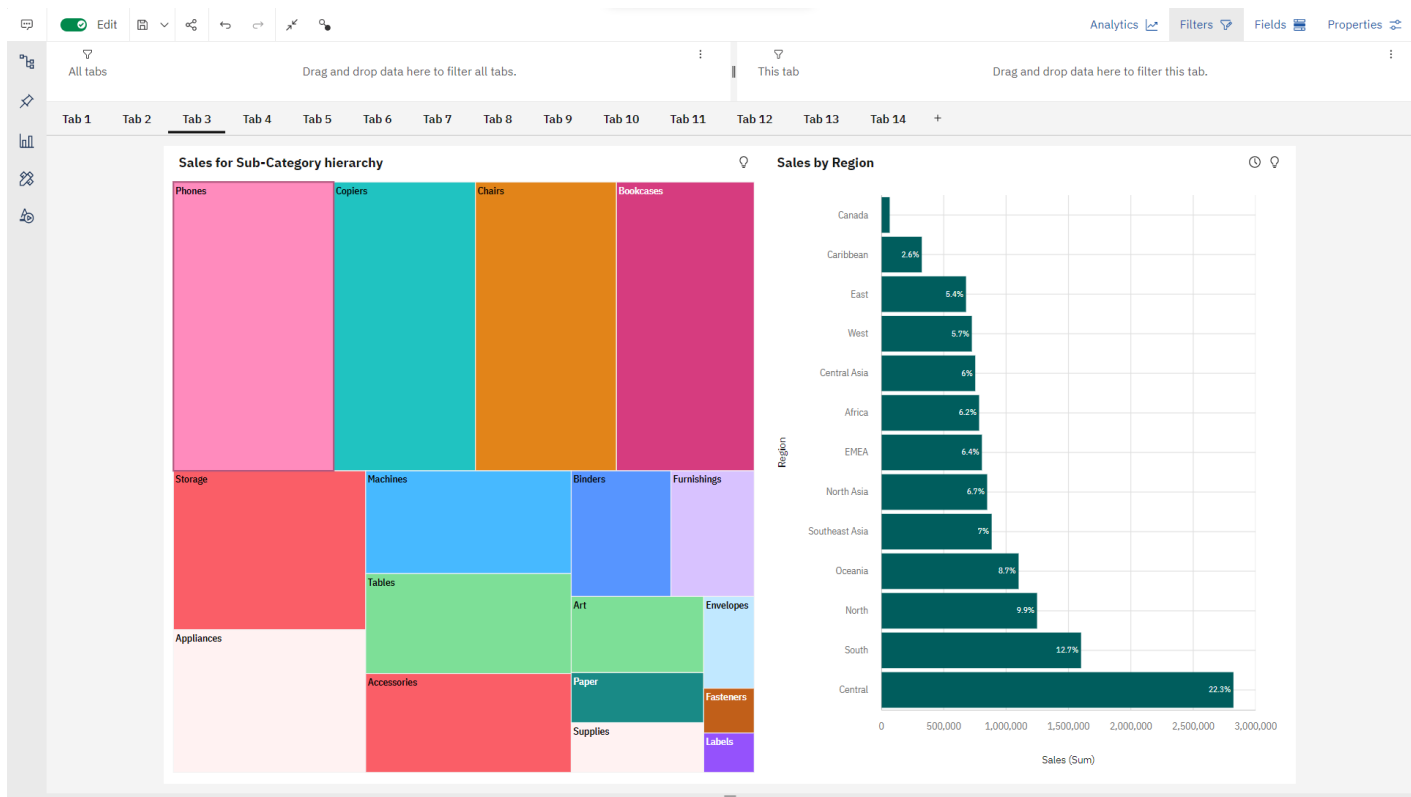 Edit
Analytics
Filters
Fields
Properties
All tabs
Drag and drop data here to filter all tabs.
This tab
Drag and drop data here to filter this tab.
Tab 1
Tab 2
Tab 3
Tab 4
Tab 5
Tab 6
Tab 7
Tab 8
Tab 9
Tab 10
Tab 11
Tab 12
Tab 13
Tab 14
+
Sales for Sub-Category hierarchy
Phones
Copiers
Chairs
Bookcases
Storage
Machines
Binders
Furnishings
Tables
Art
Envelopes
Appliances
Accessories
Paper
Fasteners
Supplies
Labels
Sales by Region
Region
Canada
Caribbean
2.6%
East
5.4%
West
5.7%
Central Asia
6%
Africa
6.2%
EMEA
6.4%
North Asia
6.7%
Southeast Asia
7%
Oceania
8.7%
North
9.9%
South
12.7%
Central
22.3%
0
500,000
1,000,000
1,500,000
2,000,000
2,500,000
3,000,000
Sales (Sum)